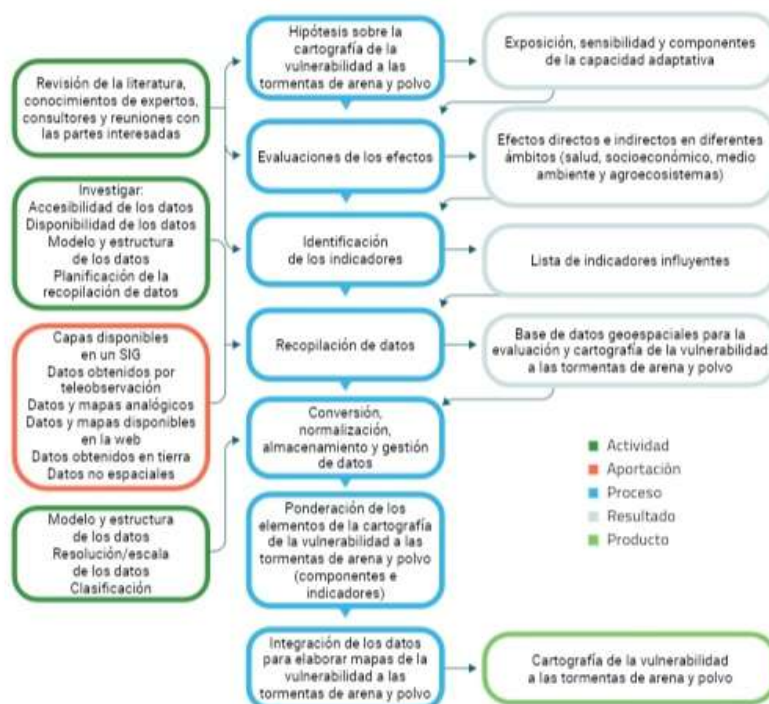 Hipótesis sobre la
cartografía de la
vulnerabilidad a las
tormentas de arena y polvo
Exposición, sensibilidad y componentes
de la capacidad adaptativa
Revisión de la literatura,
conocimientos de expertos,
consultores y reuniones con
las partes interesadas
Evaluaciones de los efectos
Efectos directos e indirectos en diferentes
ámbitos (salud, socioeconómico, medio
ambiente y agroecosistemas)
Investigar:
Accesibilidad de los datos
Disponibilidad de los datos
Modelo y estructura
de los datos
Planificación de la
recopilación de datos
Identificación
de los indicadores
Lista de indicadores influyentes
Capas disponibles
en un SIG
Datos obtenidos por
teleobservación
Datos y mapas analógicos
Datos y mapas disponibles
en la web
Datos obtenidos en tierra
Datos no espaciales
Recopilación de datos
Base de datos geoespaciales para la
evaluación y cartografía de la vulnerabilidad
a las tormentas de arena y polvo
Conversión,
normalización,
almacenamiento y gestión
de datos
Modelo y estructura
de los datos
Resolución/escala
de los datos
Clasificación
Ponderación de los
elementos de la cartografía
de la vulnerabilidad a las
tormentas de arena y polvo
(componentes e
indicadores)
Integración de los datos
para elaborar mapas de la
vulnerabilidad a las
tormentas de arena y polvo
Cartografía de la vulnerabilidad
a las tormentas de arena y polvo
Actividad
Aportación
Proceso
Resultado
Producto